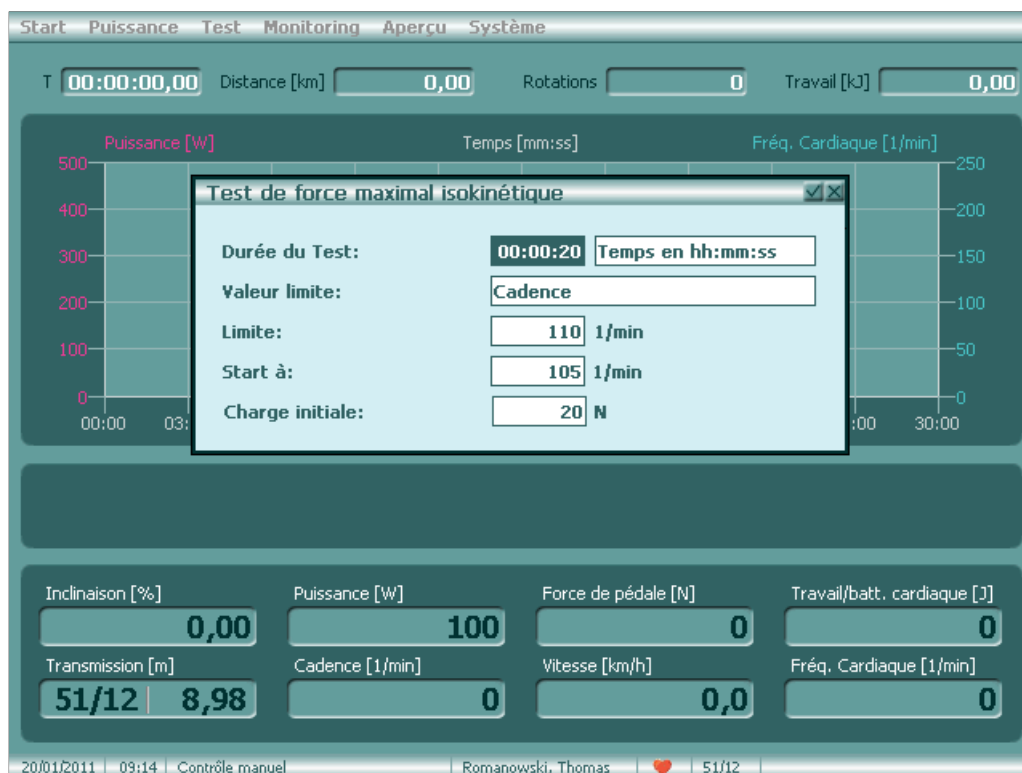 Start Puissance Test Monitoring Aperçu Système
T 00:00:00,00 Distance [km] 0,00 Rotations 0 Travail [kJ] 0,00
Puissance [W] Temps [mm:ss] Fréq. Cardiaque [1/min]
500 250
400 200
300 150
200 100
100 50
0 0
00:00 03: :00 30:00
Test de force maximal isokinétique
Durée du Test: 00:00:20 Temps en hh:mm:ss
Valeur limite: Cadence
Limite: 110 1/min
Start à: 105 1/min
Charge initiale: 20 N
Inclinaison [%] Puissance [W] Force de pédale [N] Travail/batt. cardiaque [J]
0,00 100 0 0
Transmission [m] Cadence [1/min] Vitesse [km/h] Fréq. Cardiaque [1/min]
51/12 8,98 0 0,0 0
20/01/2011 09:14 Contrôle manuel Romanowski, Thomas 51/12